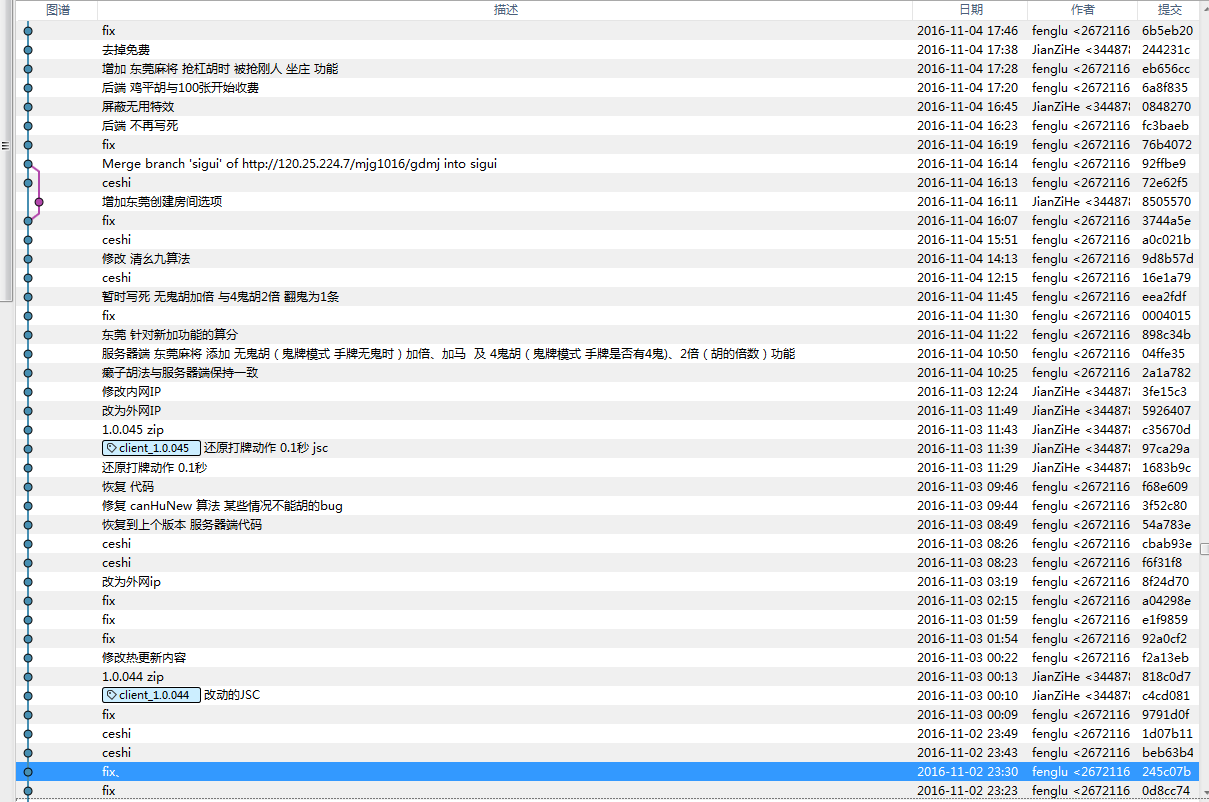 图谱 描述 日期 作者 提交
fix 2016-11-04 17:46 fenglu <2672116 6b5eb20
去掉免费 2016-11-04 17:38 JianZiHe <344878 244231c
增加 东莞麻将 抢杠胡时 被抢刚人 坐庄 功能 2016-11-04 17:28 fenglu <2672116 eb656cc
后端 鸡平胡与100张开始收费 2016-11-04 17:20 fenglu <2672116 6a8f835
屏蔽无用特效 2016-11-04 16:45 JianZiHe <344878 0848270
后端 不再写死 2016-11-04 16:23 fenglu <2672116 fc3baeb
fix 2016-11-04 16:19 fenglu <2672116 76b4072
Merge branch 'sigui' of http://120.25.224.7/mjg1016/gdmj into sigui 2016-11-04 16:14 fenglu <2672116 92ffbe9
ceshi 2016-11-04 16:13 fenglu <2672116 72e62f5
增加东莞创建房间选项 2016-11-04 16:11 JianZiHe <344878 8505570
fix 2016-11-04 16:07 fenglu <2672116 3744a5e
ceshi 2016-11-04 15:51 fenglu <2672116 a0c021b
修改 清幺九算法 2016-11-04 14:13 fenglu <2672116 9d8b57d
ceshi 2016-11-04 12:15 fenglu <2672116 16e1a79
暂时写死 无鬼胡加倍 与4鬼胡2倍 翻鬼为1条 2016-11-04 11:45 fenglu <2672116 eea2fdf
fix 2016-11-04 11:30 fenglu <2672116 0004015
东莞 针对新加功能的算分 2016-11-04 11:22 fenglu <2672116 898c34b
服务器端 东莞麻将 添加 无鬼胡（鬼牌模式 手牌无鬼时）加倍、加马 及 4鬼胡（鬼牌模式 手牌是否有4鬼)、2倍（胡的倍数）功能 2016-11-04 10:50 fenglu <2672116 04ffe35
癞子胡法与服务器端保持一致 2016-11-04 10:25 fenglu <2672116 2a1a782
修改内网IP 2016-11-03 12:24 JianZiHe <344878 3fe15c3
改为外网IP 2016-11-03 11:49 JianZiHe <344878 5926407
1.0.045 zip 2016-11-03 11:43 JianZiHe <344878 c35670d
client_1.0.045 还原打牌动作 0.1秒 jsc 2016-11-03 11:39 JianZiHe <344878 97ca29a
还原打牌动作 0.1秒 2016-11-03 11:29 JianZiHe <344878 1683b9c
恢复 代码 2016-11-03 09:46 fenglu <2672116 f68e609
修复 canHuNew 算法 某些情况不能胡的bug 2016-11-03 09:44 fenglu <2672116 3f52c80
恢复到上个版本 服务器端代码 2016-11-03 08:49 fenglu <2672116 54a783e
ceshi 2016-11-03 08:26 fenglu <2672116 cbab93e
ceshi 2016-11-03 08:23 fenglu <2672116 f6f31f8
改为外网ip 2016-11-03 03:19 fenglu <2672116 8f24d70
fix 2016-11-03 02:15 fenglu <2672116 a04298e
fix 2016-11-03 01:59 fenglu <2672116 e1f9859
fix 2016-11-03 01:54 fenglu <2672116 92a0cf2
修改热更新内容 2016-11-03 00:22 fenglu <2672116 f2a13eb
1.0.044 zip 2016-11-03 00:13 JianZiHe <344878 818c0d7
client_1.0.044 改动的JSC 2016-11-03 00:10 JianZiHe <344878 c4cd081
fix 2016-11-03 00:09 fenglu <2672116 9791d0f
ceshi 2016-11-02 23:49 fenglu <2672116 1d07b11
ceshi 2016-11-02 23:43 fenglu <2672116 beb63b4
fix、 2016-11-02 23:30 fenglu <2672116 245c07b
fix 2016-11-02 23:23 fenglu <2672116 0d8cc74